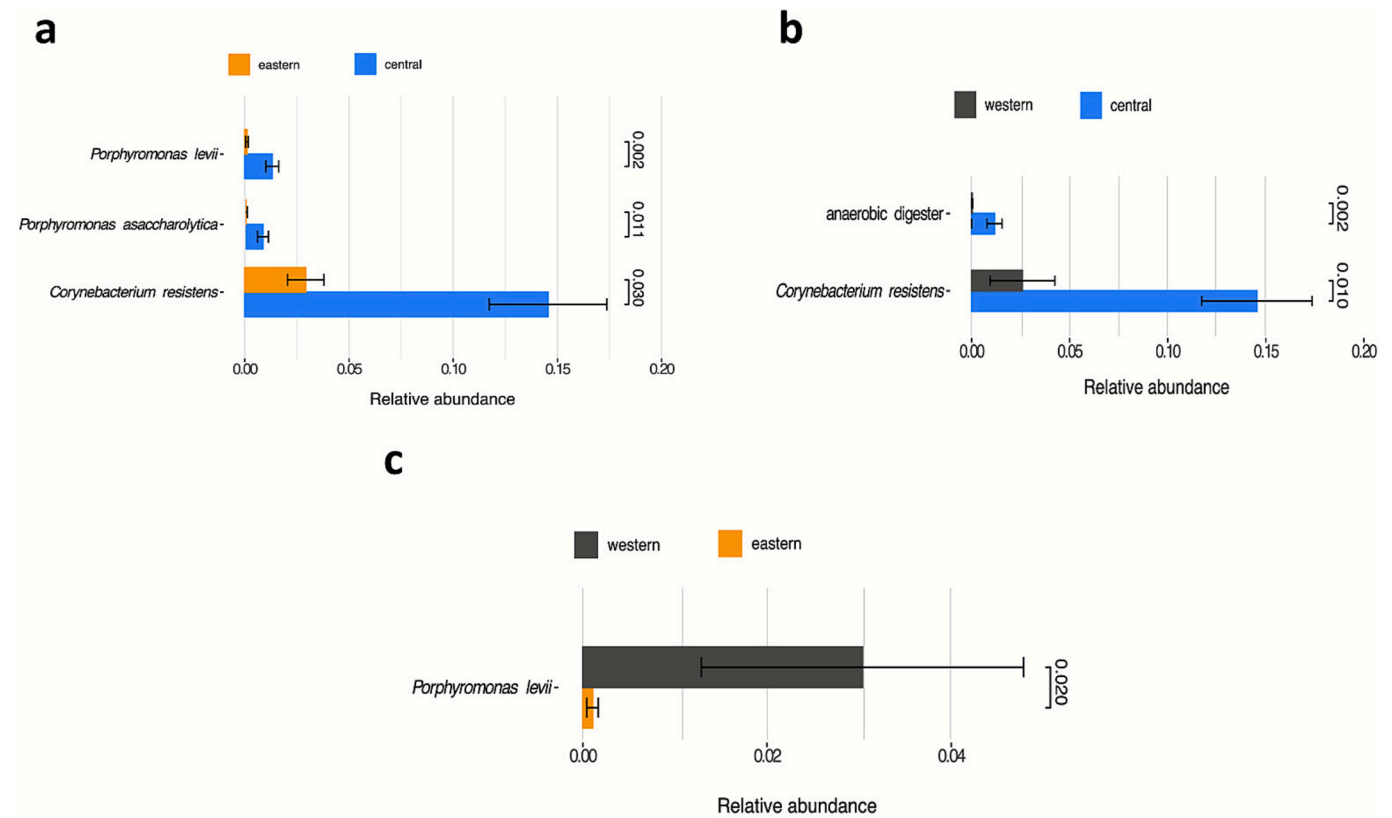 a
eastern central
Porphyromonas levii
0.002
Porphyromonas asaccharolytica
0.011
Corynebacterium resistens
0.030
0.00 0.05 0.10 0.15 0.20
Relative abundance
b
western central
anaerobic digester
0.002
Corynebacterium resistens
0.010
0.00 0.05 0.10 0.15 0.20
Relative abundance
c
western eastern
Porphyromonas levii
0.020
0.00 0.02 0.04
Relative abundance